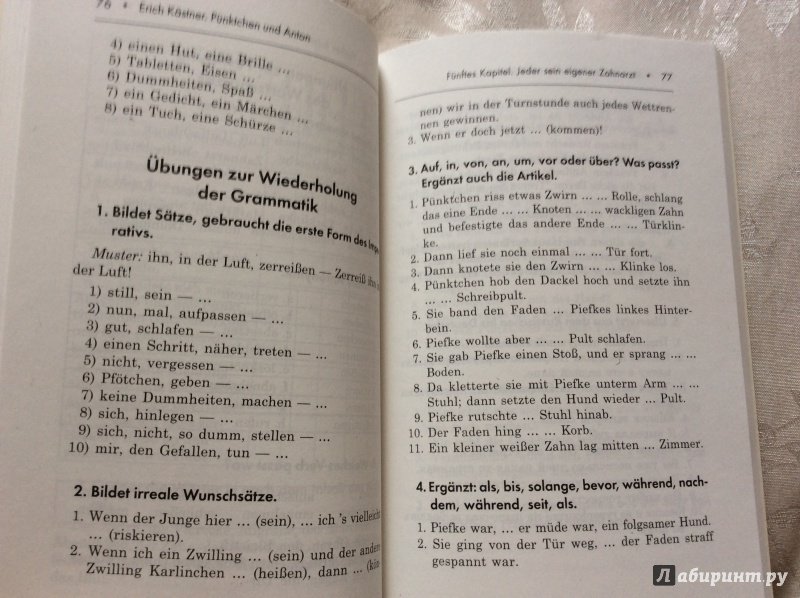 76 • Erich Kästner. Pünktchen und Anton
4) einen Hut, eine Brille ...
5) Tabletten, Eisen ...
6) Dummheiten, Spaß ...
7) ein Gedicht, ein Märchen ...
8) ein Tuch, eine Schürze ...
Übungen zur Wiederholung
der Grammatik
1. Bildet Sätze, gebraucht die erste Form des Impe-
rativs.
Muster: ihn, in der Luft, zerreißen — Zerreiß ihn in
der Luft!
1) still, sein — ...
2) nun, mal, aufpassen — ...
3) gut, schlafen — ...
4) einen Schritt, näher, treten — ...
5) nicht, vergessen — ...
6) Pfötchen, geben — ...
7) keine Dummheiten, machen — ...
8) sich, hinlegen — ...
9) sich, nicht, so dumm, stellen — ...
10) mir, den Gefallen, tun — ...
2. Bildet irreale Wunschsätze.
1. Wenn der Junge hier ... (sein), ... ich 's vielleicht
... (riskieren).
2. Wenn ich ein Zwilling ... (sein) und der andere
Zwilling Karlinchen ... (heißen), dann ...
Fünftes Kapitel. Jeder sein eigener Zahnarzt • 77
nen) wir in der Turnstunde auch jedes Wettren-
nen gewinnen.
3. Wenn er doch jetzt ... (kommen)!
3. Auf, in, von, an, um, vor oder über? Was passt?
Ergänzt auch die Artikel.
1. Pünktchen riss etwas Zwirn ... ... Rolle, schlang
das eine Ende ... ... Knoten ... ... wackligen Zahn
und befestigte das andere Ende ... ... Türklin-
ke.
2. Dann lief sie noch einmal ... ... Tür fort.
3. Dann knotete sie den Zwirn ... ... Klinke los.
4. Pünktchen hob den Dackel hoch und setzte ihn
... ... Schreibpult.
5. Sie band den Faden ... Piefkes linkes Hinter-
bein.
6. Piefke wollte aber ... ... Pult schlafen.
7. Sie gab Piefke einen Stoß, und er sprang ... ...
Boden.
8. Da kletterte sie mit Piefke unterm Arm ... ...
Stuhl; dann setzte den Hund wieder ... Pult.
9. Piefke rutschte ... Stuhl hinab.
10. Der Faden hing ... ... Korb.
11. Ein kleiner weißer Zahn lag mitten ... Zimmer.
4. Ergänzt: als, bis, solange, bevor, während, nach-
dem, während, seit, als.
1. Piefke war, ... er müde war, ein folgsamer Hund.
2. Sie ging von der Tür weg, ... der Faden straff
gespannt war.
Лабиринт.ру